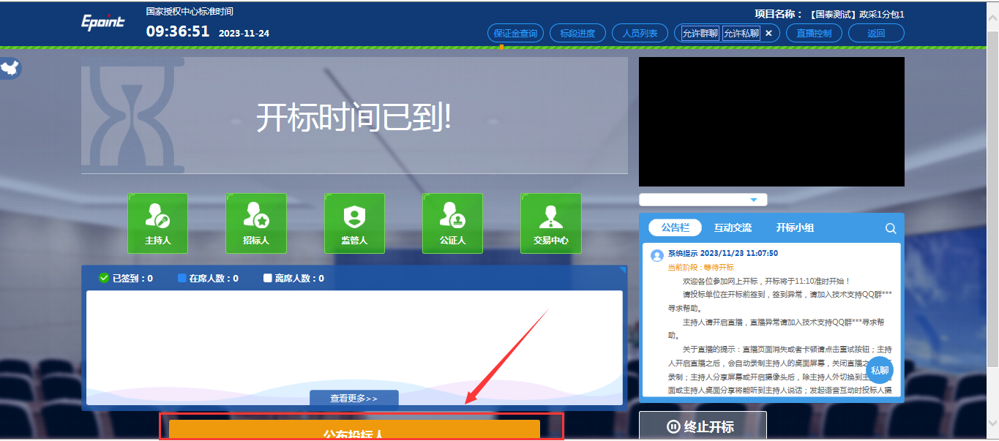 Epoint
国家授权中心标准时间
09:36:51 2023-11-24
项目名称： 【国泰测试】政采1分包1
保证金查询 标段进度 人员列表 允许群聊 允许私聊 × 直播控制 返回
开标时间已到!
主持人 招标人 监管人 公证人 交易中心
已签到：0 在席人数：0 离席人数：0
查看更多>>
公布投标人
公告栏 互动交流 开标小组
系统提示 2023/11/23 11:07:50
当前阶段：等待开标
欢迎各位参加网上开标，开标将于11:10准时开始！
请投标单位在开标前签到，签到异常，请加入技术支持QQ群***
寻求帮助。
主持人请开启直播，直播异常请加入技术支持QQ群***寻求帮
助。
关于直播的提示：直播页面消失或者卡顿请点击重试按钮；主持
人开启直播之后，会自动录制主持人的桌面屏幕，关闭直播之
录制；主持人分享屏幕或开启摄像头后，除主持人外切换到主
面或主持人桌面分享将能听到主持人说话；发起语音互动时投标人摄
私聊
终止开标